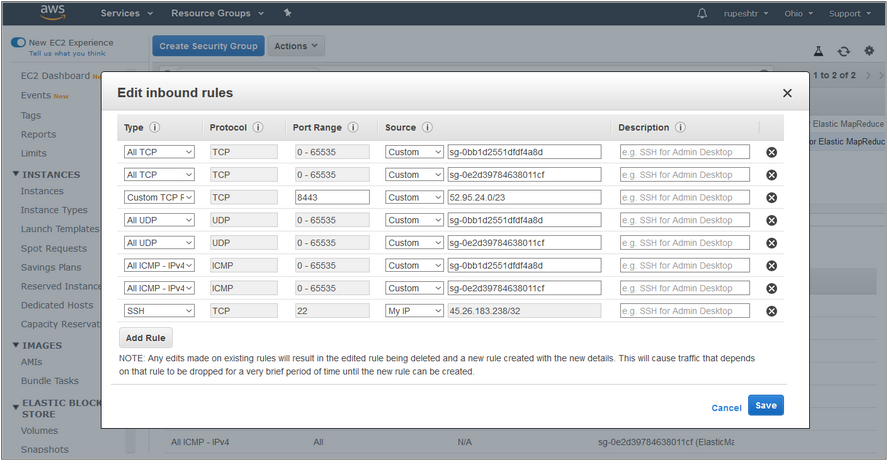 aws Services Resource Groups rupeshtr Ohio Support
New EC2 Experience
Tell us what you think
Create Security Group Actions
EC2 Dashboard
1 to 2 of 2
Events New
Tags
Reports
Limits
INSTANCES
Instances
Instance Types
Launch Templates
Spot Requests
Savings Plans
Reserved Instance
Dedicated Hosts
Capacity Reservat
IMAGES
AMIs
Bundle Tasks
ELASTIC BLOCK
STORE
Volumes
Snapshots
Elastic MapReduce
or Elastic MapReduc
Edit inbound rules
Type Protocol Port Range Source Description
All TCP TCP 0 - 65535 Custom sg-0bb1d2551dfdf4a8d e.g. SSH for Admin Desktop
All TCP TCP 0 - 65535 Custom sg-0e2d39784638011cf e.g. SSH for Admin Desktop
Custom TCP F TCP 8443 Custom 52.95.24.0/23 e.g. SSH for Admin Desktop
All UDP UDP 0 - 65535 Custom sg-0bb1d2551dfdf4a8d e.g. SSH for Admin Desktop
All UDP UDP 0 - 65535 Custom sg-0e2d39784638011cf e.g. SSH for Admin Desktop
All ICMP - IPv4 ICMP 0 - 65535 Custom sg-0bb1d2551dfdf4a8d e.g. SSH for Admin Desktop
All ICMP - IPv4 ICMP 0 - 65535 Custom sg-0e2d39784638011cf e.g. SSH for Admin Desktop
SSH TCP 22 My IP 45.26.183.238/32 e.g. SSH for Admin Desktop
Add Rule
NOTE: Any edits made on existing rules will result in the edited rule being deleted and a new rule created with the new details. This will cause traffic that depends
on that rule to be dropped for a very brief period of time until the new rule can be created.
Cancel Save
All ICMP - IPv4 All N/A sg-0e2d39784638011cf (ElasticMa